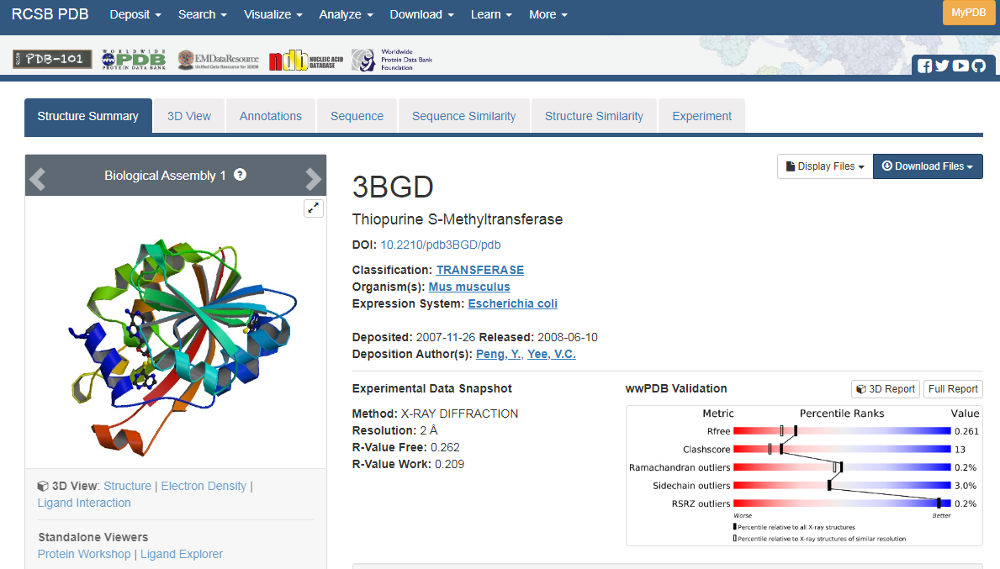 RCSB PDB Deposit Search Visualize Analyze Download Learn More MyPDB
PDB-101 WORLDWIDE PDB PROTEIN DATA BANK EMDataResource Unified Data Resource for 3DEM ndb NUCLEIC ACID DATABASE Worldwide Protein Data Bank Foundation
Structure Summary 3D View Annotations Sequence Sequence Similarity Structure Similarity Experiment
Biological Assembly 1 ?
Display Files Download Files
3BGD
Thiopurine S-Methyltransferase
DOI: 10.2210/pdb3BGD/pdb
Classification: TRANSFERASE
Organism(s): Mus musculus
Expression System: Escherichia coli
Deposited: 2007-11-26 Released: 2008-06-10
Deposition Author(s): Peng, Y., Yee, V.C.
Experimental Data Snapshot
Method: X-RAY DIFFRACTION
Resolution: 2 Å
R-Value Free: 0.262
R-Value Work: 0.209
wwPDB Validation 3D Report Full Report
Metric Percentile Ranks Value
Rfree 0.261
Clashscore 13
Ramachandran outliers 0.2%
Sidechain outliers 3.0%
RSRZ outliers 0.2%
Worse Better
Percentile relative to all X-ray structures
Percentile relative to X-ray structures of similar resolution
3D View: Structure | Electron Density |
Ligand Interaction
Standalone Viewers
Protein Workshop | Ligand Explorer